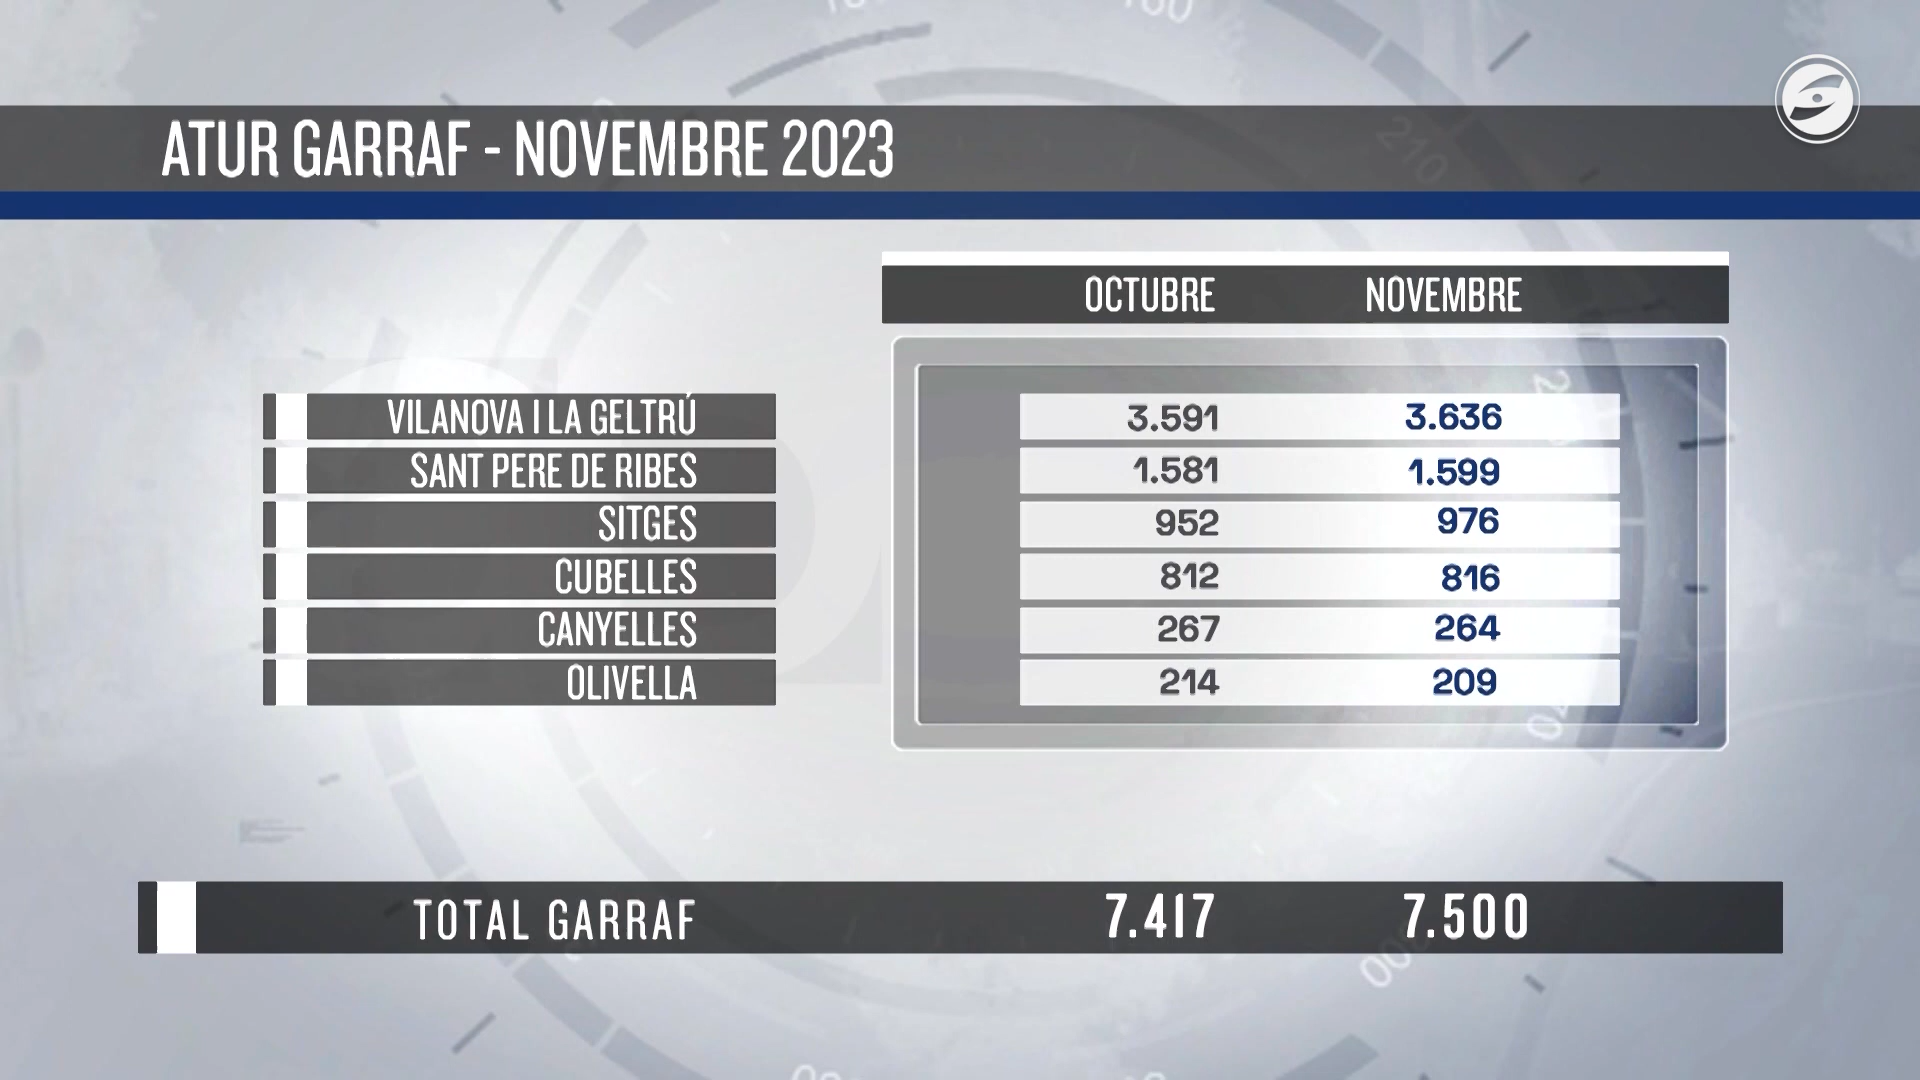 ATUR GARRAF - NOVEMBRE 2023
OCTUBRE NOVEMBRE
VILANOVA I LA GELTRÚ 3.591 3.636
SANT PERE DE RIBES 1.581 1.599
SITGES 952 976
CUBELLES 812 816
CANYELLES 267 264
OLIVELLA 214 209
TOTAL GARRAF 7.417 7.500